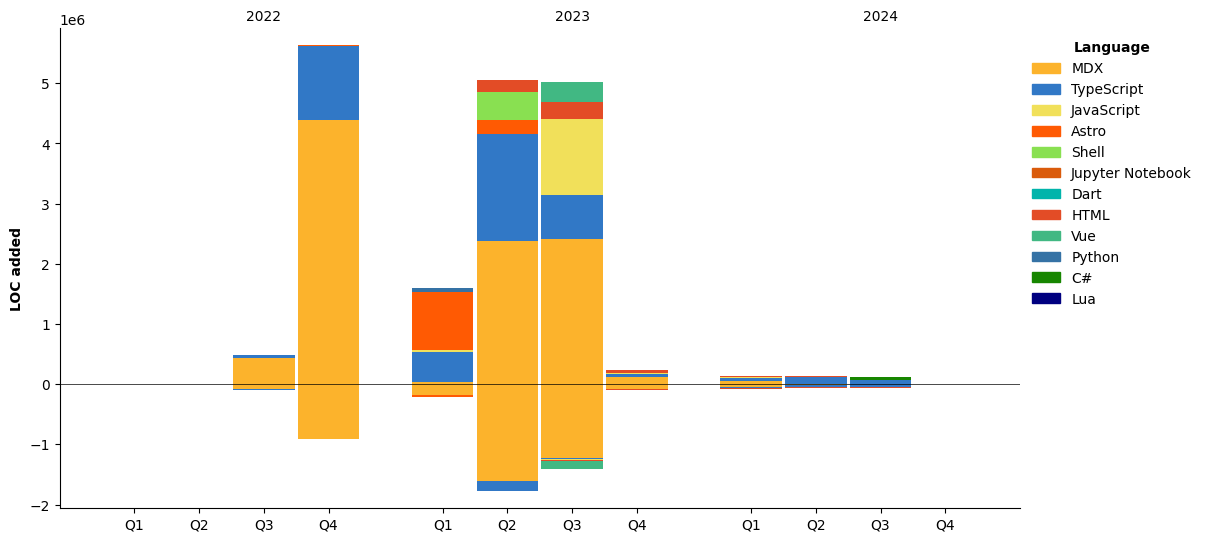 1e6
2022
2023
2024
LOC added
5
4
3
2
1
0
−1
−2
Q1
Q2
Q3
Q4
Q1
Q2
Q3
Q4
Q1
Q2
Q3
Q4
Language
MDX
TypeScript
JavaScript
Astro
Shell
Jupyter Notebook
Dart
HTML
Vue
Python
C#
Lua